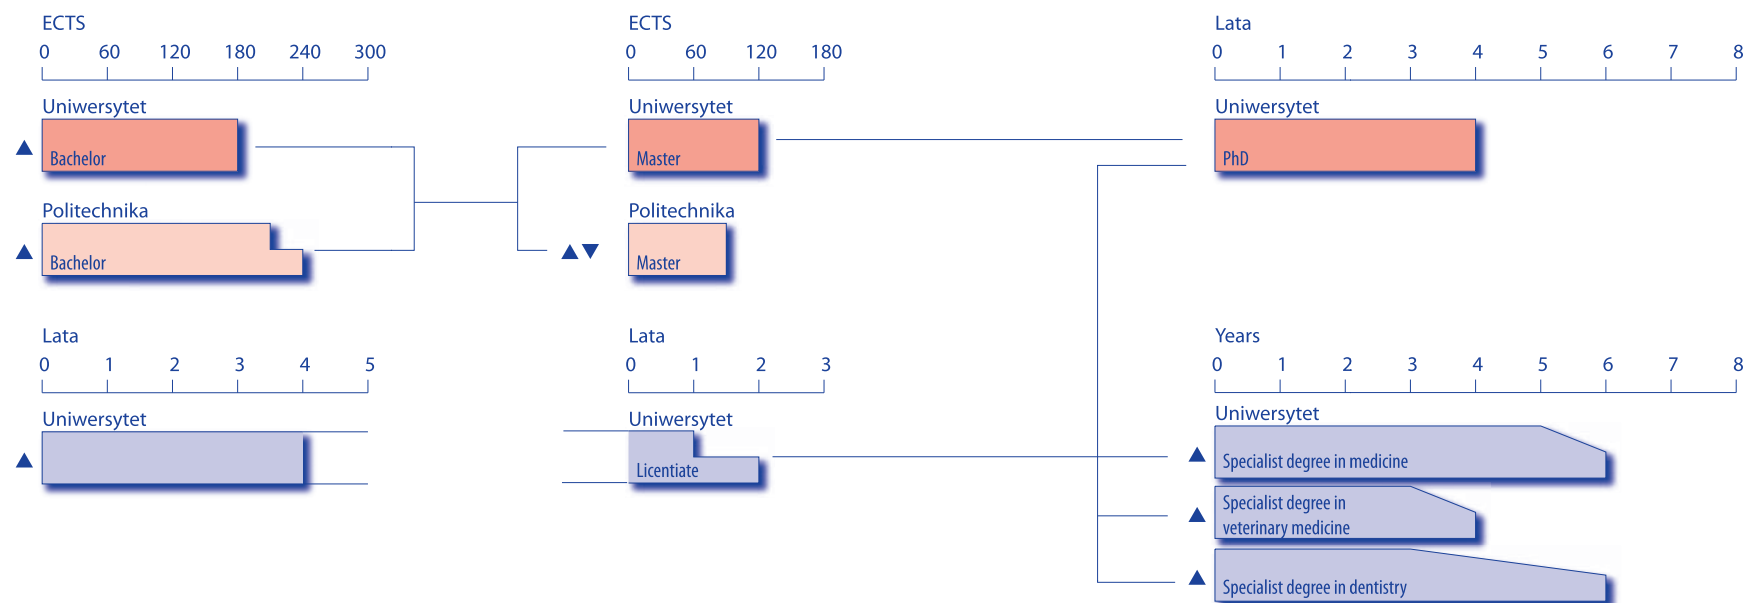 ECTS
0 60 120 180 240 300
Uniwersytet
Bachelor
Politechnika
Bachelor
ECTS
0 60 120 180
Uniwersytet
Master
Politechnika
Master
Lata
0 1 2 3 4 5 6 7 8
Uniwersytet
PhD
Lata
0 1 2 3 4 5
Uniwersytet
Lata
0 1 2 3
Uniwersytet
Licentiate
Years
0 1 2 3 4 5 6 7 8
Uniwersytet
Specialist degree in medicine
Specialist degree in
veterinary medicine
Specialist degree in dentistry